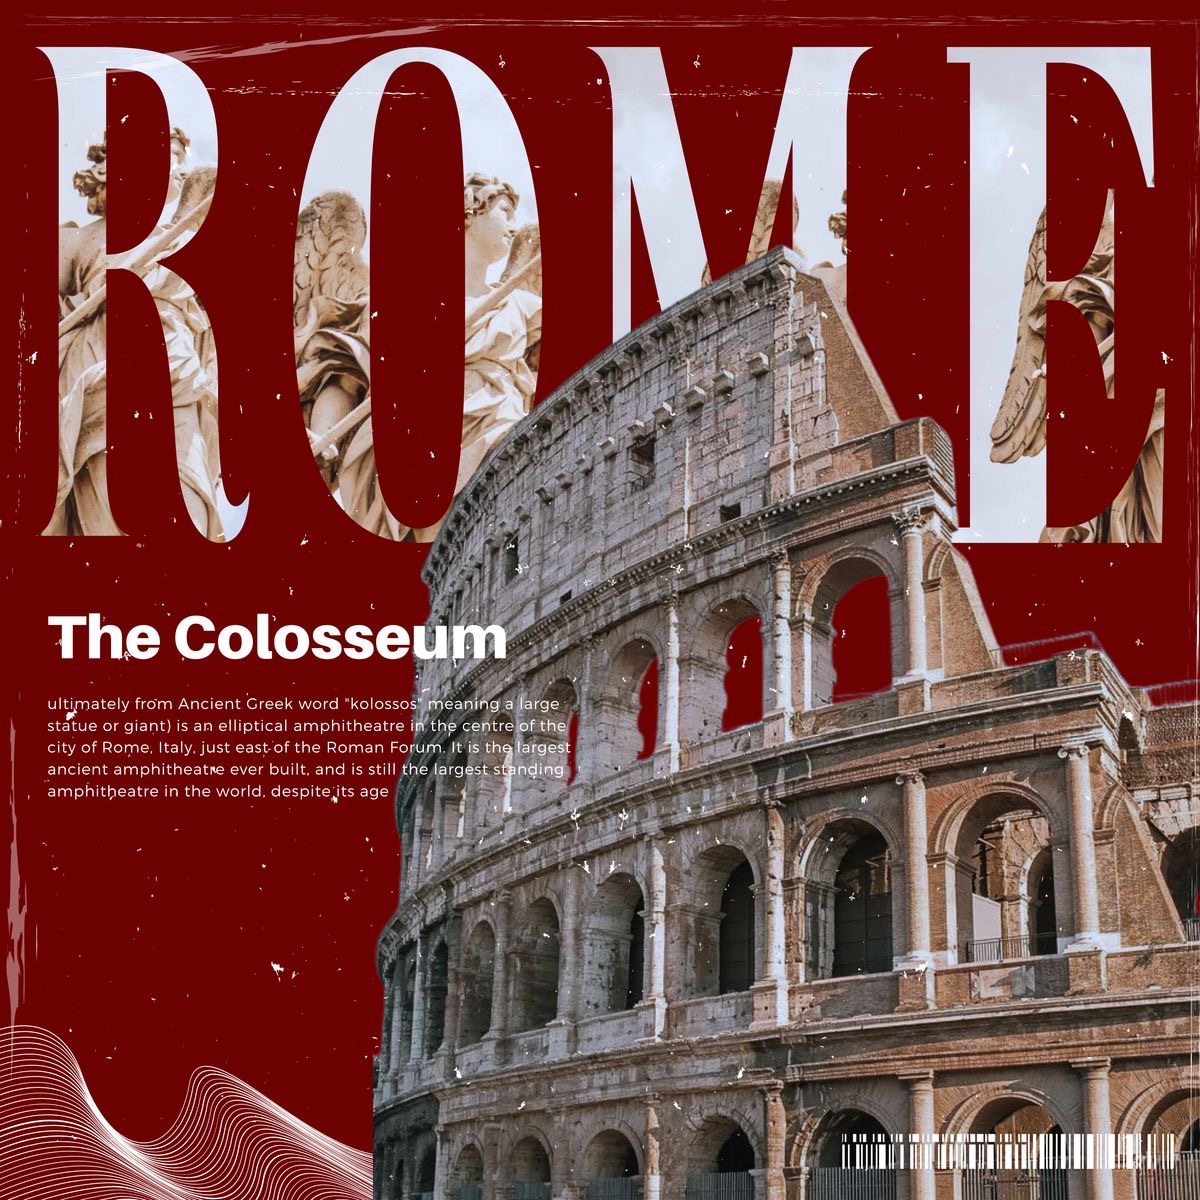 ROME
The Colosseum
ultimately from Ancient Greek word "kolossos" meaning a large
statue or giant) is an elliptical amphitheatre in the centre of the
city of Rome, Italy, just east of the Roman Forum. It is the largest
ancient amphitheatre ever built, and is still the largest standing
amphitheatre in the world, despite its age